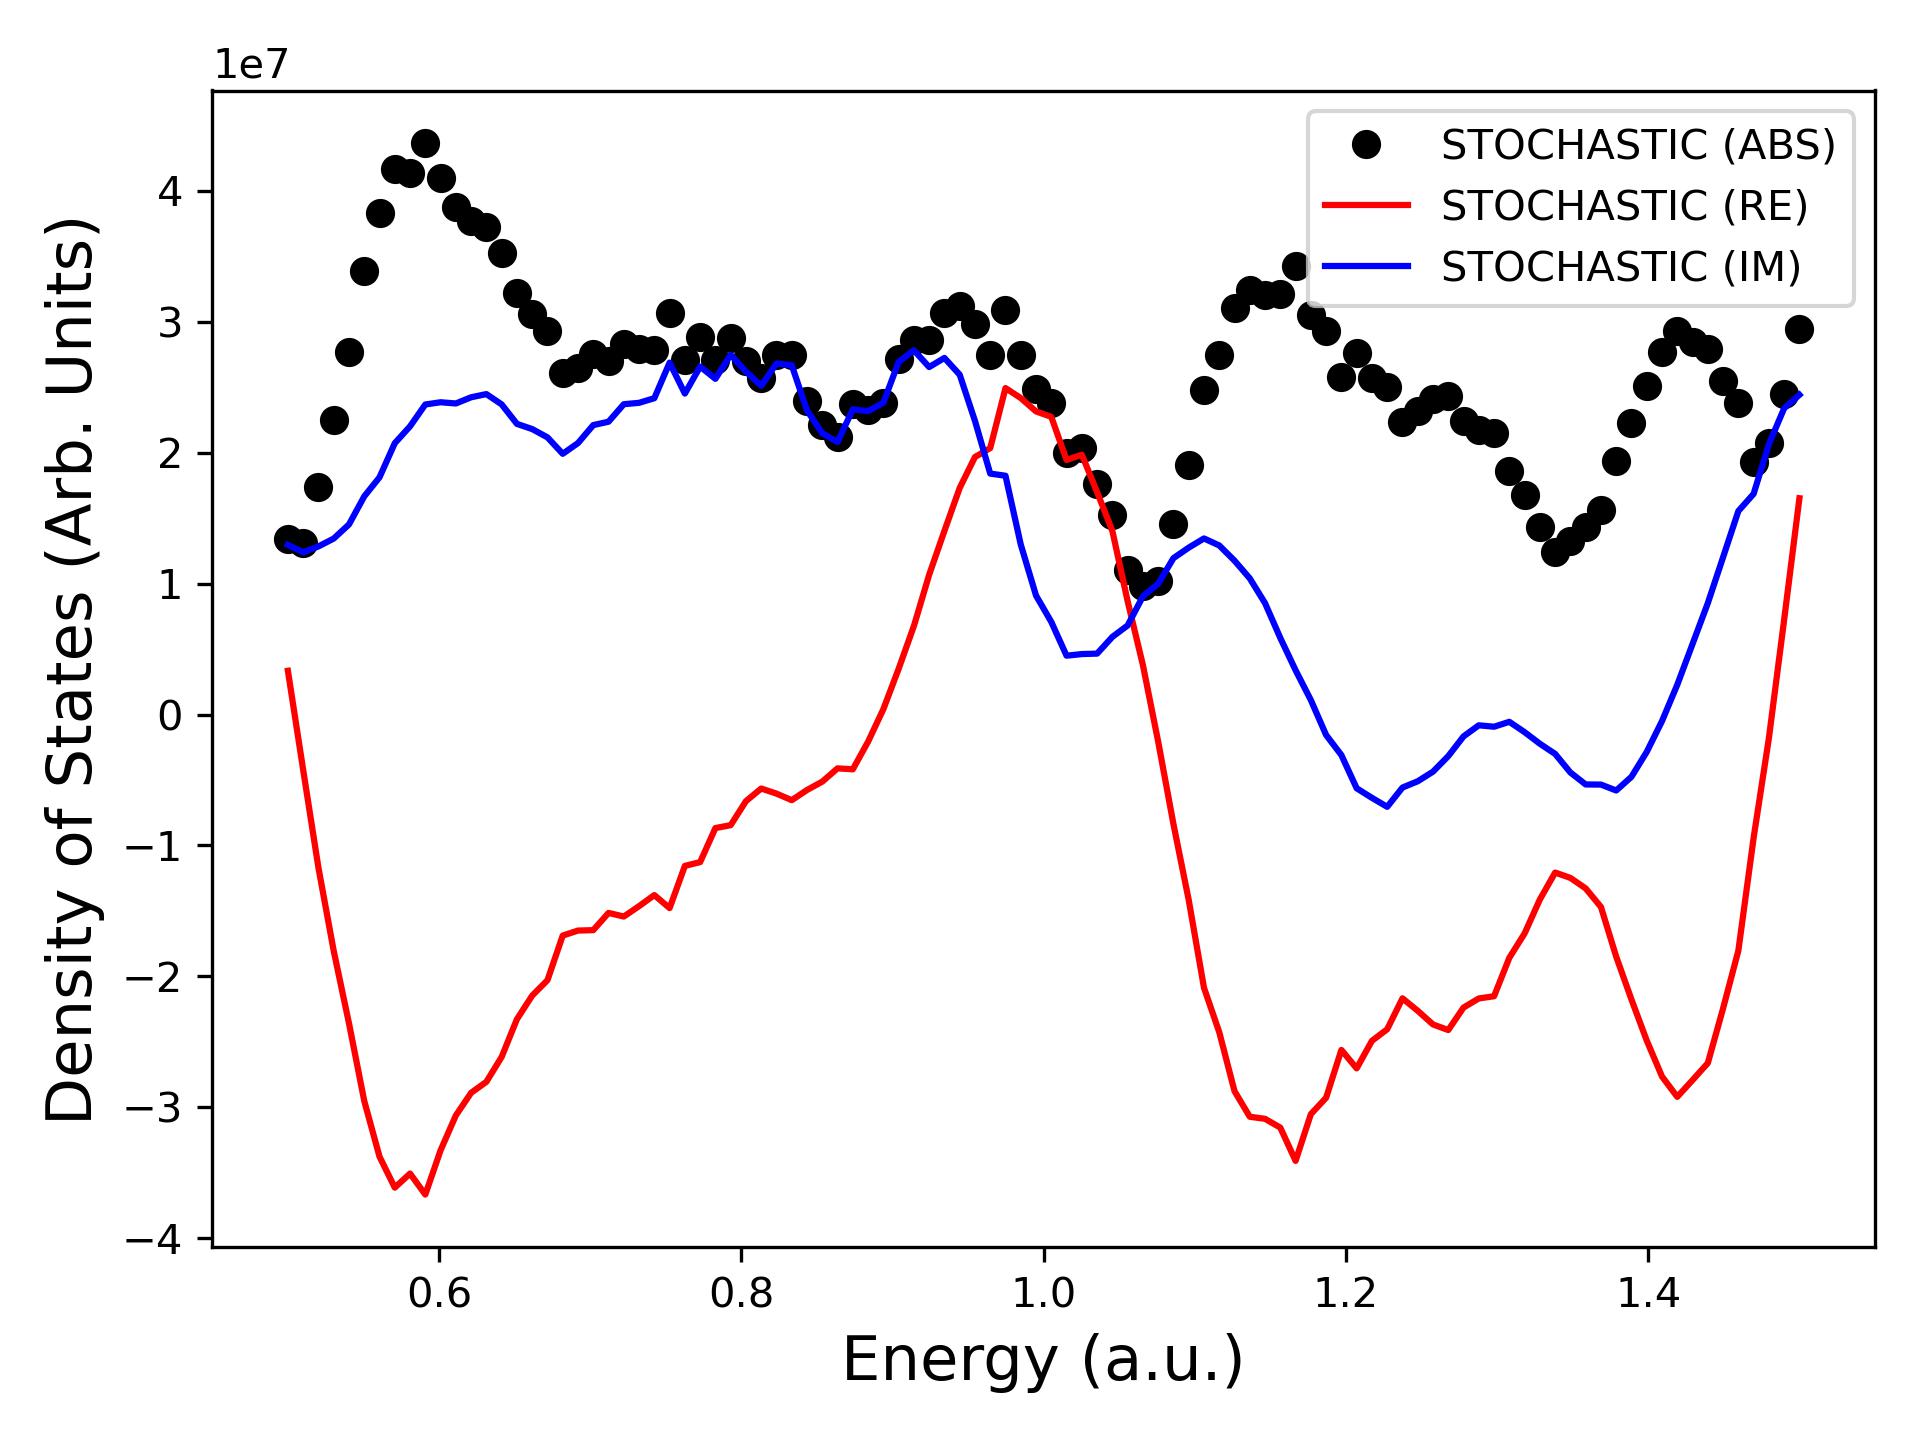 1e7
STOCHASTIC (ABS)
STOCHASTIC (RE)
STOCHASTIC (IM)
4
3
2
1
0
−1
−2
−3
−4
Density of States (Arb. Units)
0.6 0.8 1.0 1.2 1.4
Energy (a.u.)